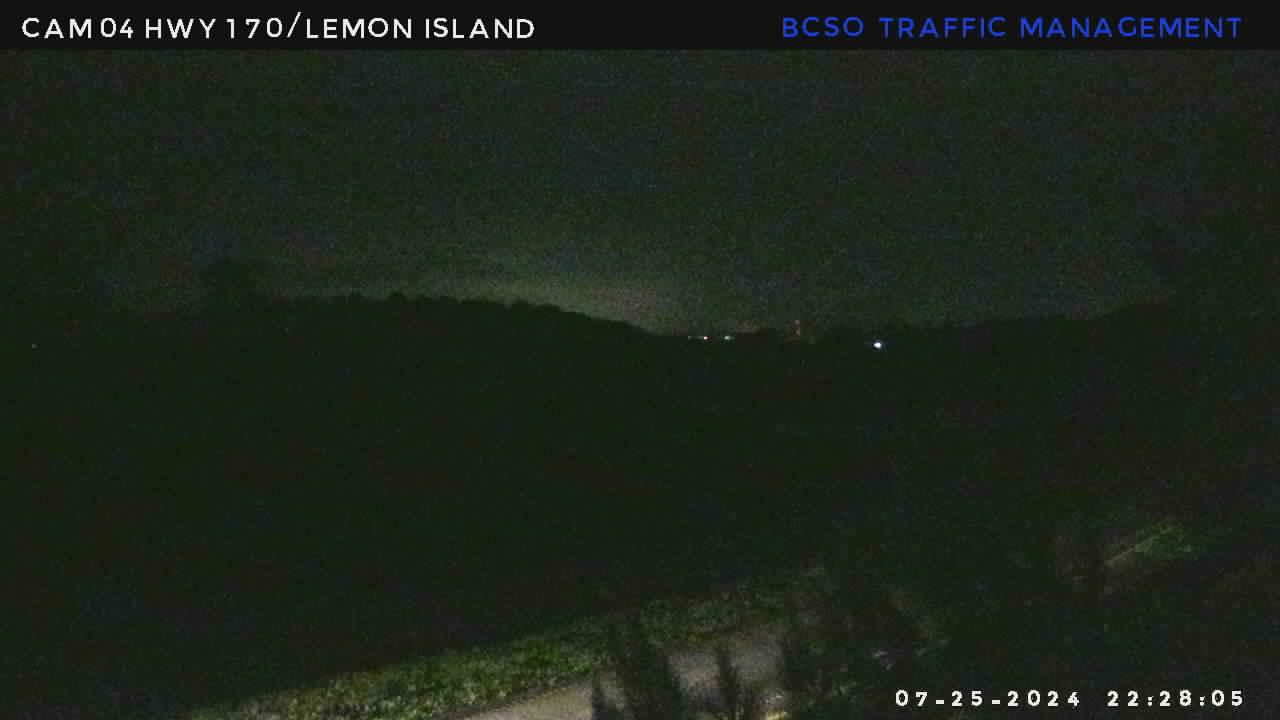 CAM04 HWY 170/LEMON ISLAND
BCSO TRAFFIC MANAGEMENT
07-25-2024 22:28:05